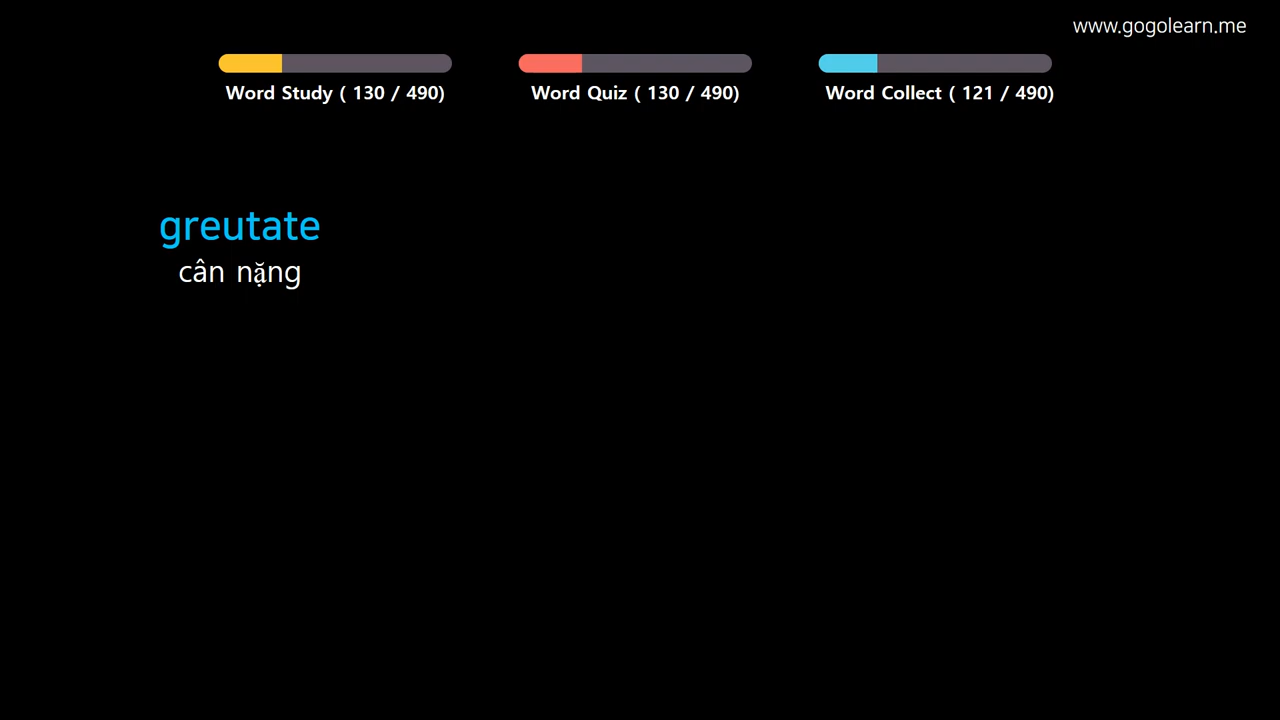 www.gogolearn.me
Word Study ( 130 / 490)
Word Quiz ( 130 / 490)
Word Collect ( 121 / 490)
greutate
cân nặng